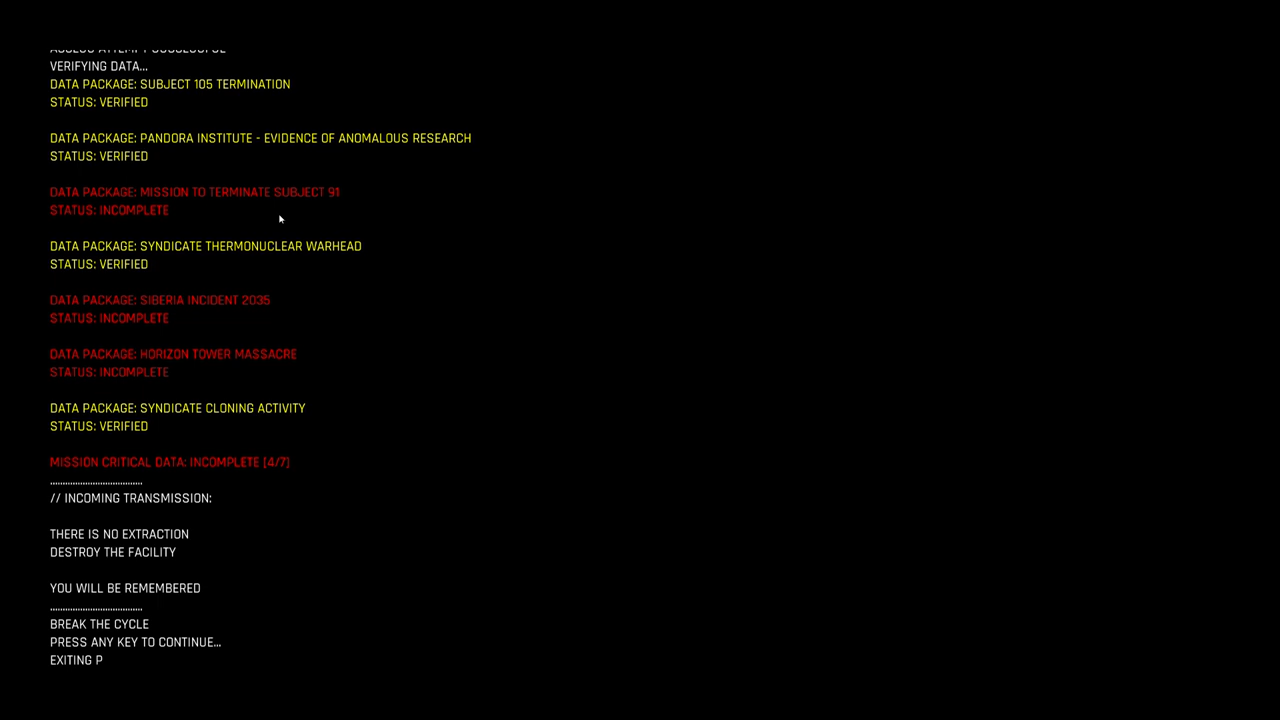 VERIFYING DATA...
DATA PACKAGE: SUBJECT 105 TERMINATION
STATUS: VERIFIED
DATA PACKAGE: PANDORA INSTITUTE - EVIDENCE OF ANOMALOUS RESEARCH
STATUS: VERIFIED
DATA PACKAGE: MISSION TO TERMINATE SUBJECT 91
STATUS: INCOMPLETE
DATA PACKAGE: SYNDICATE THERMONUCLEAR WARHEAD
STATUS: VERIFIED
DATA PACKAGE: SIBERIA INCIDENT 2035
STATUS: INCOMPLETE
DATA PACKAGE: HORIZON TOWER MASSACRE
STATUS: INCOMPLETE
DATA PACKAGE: SYNDICATE CLONING ACTIVITY
STATUS: VERIFIED
MISSION CRITICAL DATA: INCOMPLETE [4/7]
....................................
// INCOMING TRANSMISSION:
THERE IS NO EXTRACTION
DESTROY THE FACILITY
YOU WILL BE REMEMBERED
....................................
BREAK THE CYCLE
PRESS ANY KEY TO CONTINUE...
EXITING P